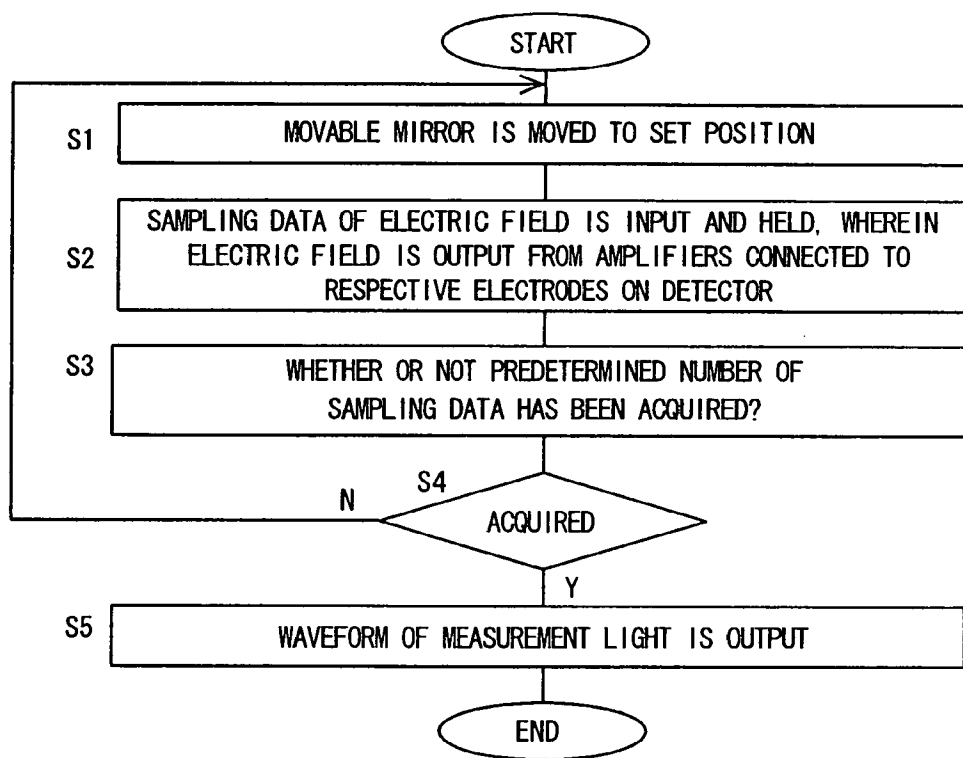 START
S1
MOVABLE MIRROR IS MOVED TO SET POSITION
S2
SAMPLING DATA OF ELECTRIC FIELD IS INPUT AND HELD, WHEREIN
ELECTRIC FIELD IS OUTPUT FROM AMPLIFIERS CONNECTED TO
RESPECTIVE ELECTRODES ON DETECTOR
S3
WHETHER OR NOT PREDETERMINED NUMBER OF
SAMPLING DATA HAS BEEN ACQUIRED?
S4
N
ACQUIRED
Y
S5
WAVEFORM OF MEASUREMENT LIGHT IS OUTPUT
END